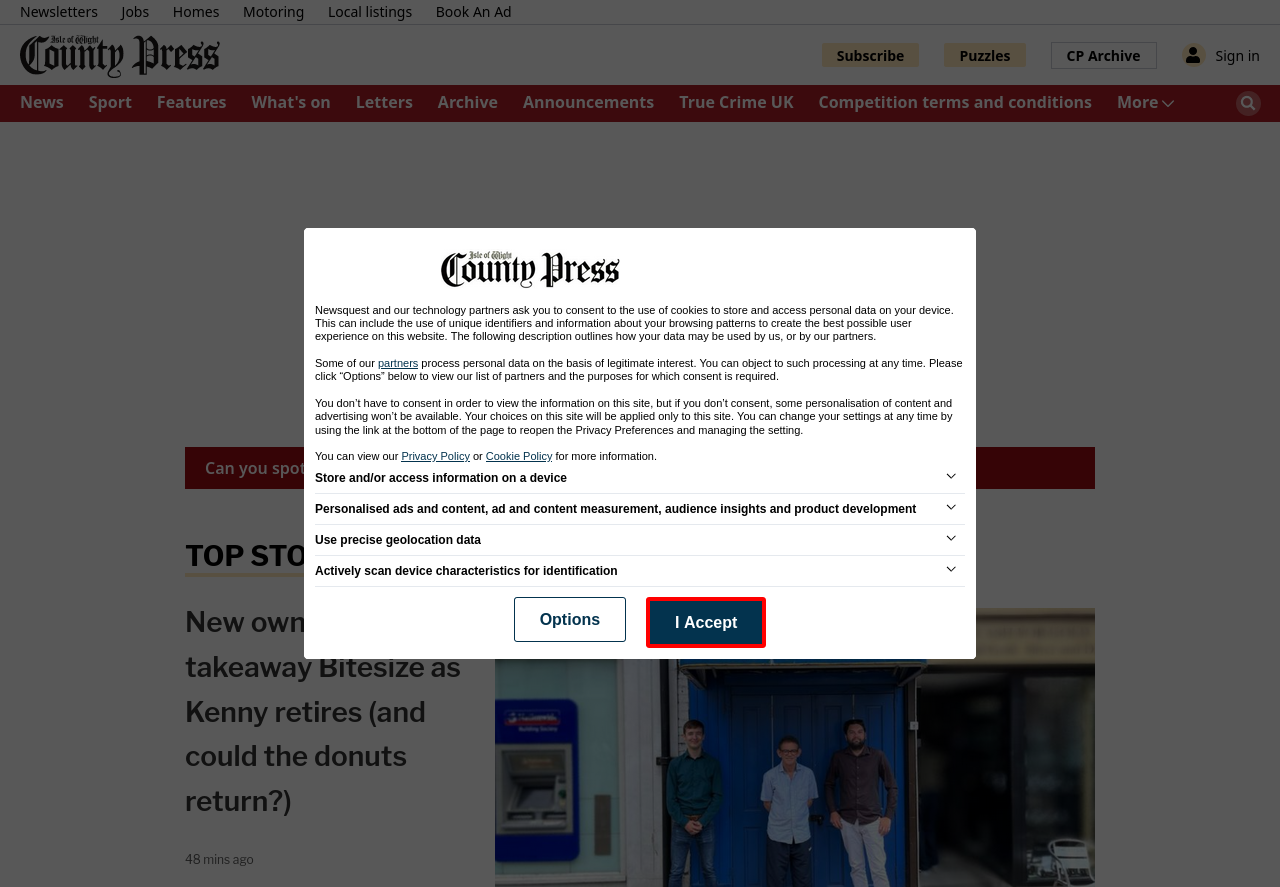 Newsletters Jobs Homes Motoring Local listings Book An Ad
Isle of Wight
County Press
Subscribe Puzzles CP Archive Sign in
News Sport Features What's on Letters Archive Announcements True Crime UK Competition terms and conditions More
Isle of Wight
County Press
Newsquest and our technology partners ask you to consent to the use of cookies to store and access personal data on your device.
This can include the use of unique identifiers and information about your browsing patterns to create the best possible user
experience on this website. The following description outlines how your data may be used by us, or by our partners.
Some of our partners process personal data on the basis of legitimate interest. You can object to such processing at any time. Please
click “Options” below to view our list of partners and the purposes for which consent is required.
You don’t have to consent in order to view the information on this site, but if you don’t consent, some personalisation of content and
advertising won’t be available. Your choices on this site will be applied only to this site. You can change your settings at any time by
using the link at the bottom of the page to reopen the Privacy Preferences and managing the setting.
You can view our Privacy Policy or Cookie Policy for more information.
Store and/or access information on a device
Personalised ads and content, ad and content measurement, audience insights and product development
Use precise geolocation data
Actively scan device characteristics for identification
Options I Accept
Can you spot
TOP STO
New own
takeaway Bitesize as
Kenny retires (and
could the donuts
return?)
48 mins ago